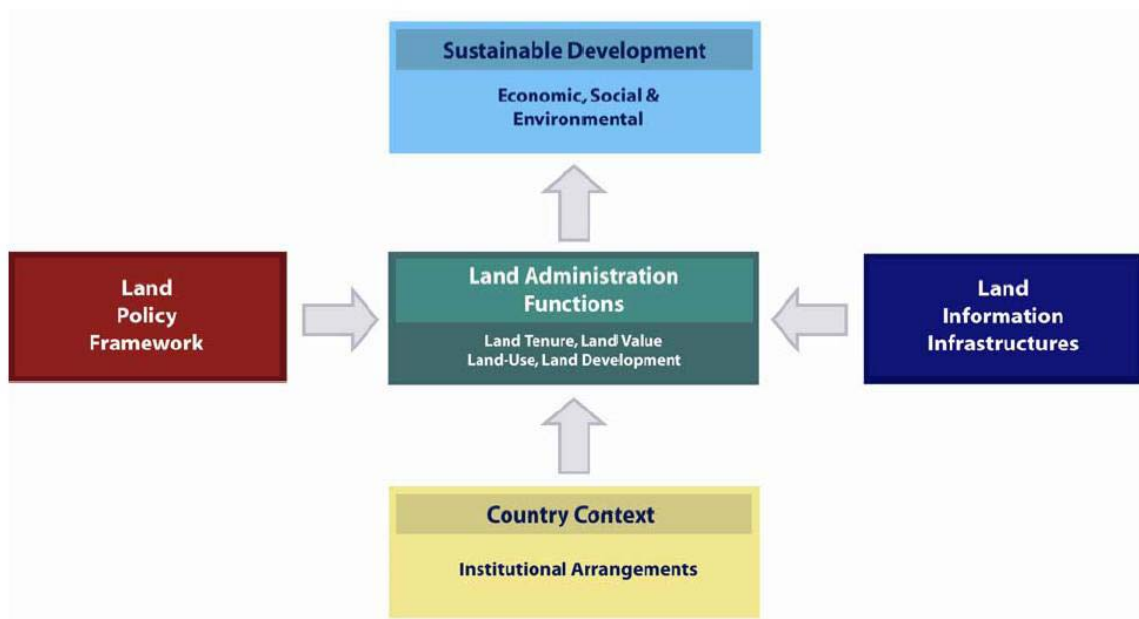 Sustainable Development
Economic, Social &
Environmental
Land
Policy
Framework
Land Administration
Functions
Land Tenure, Land Value
Land-Use, Land Development
Land
Information
Infrastructures
Country Context
Institutional Arrangements